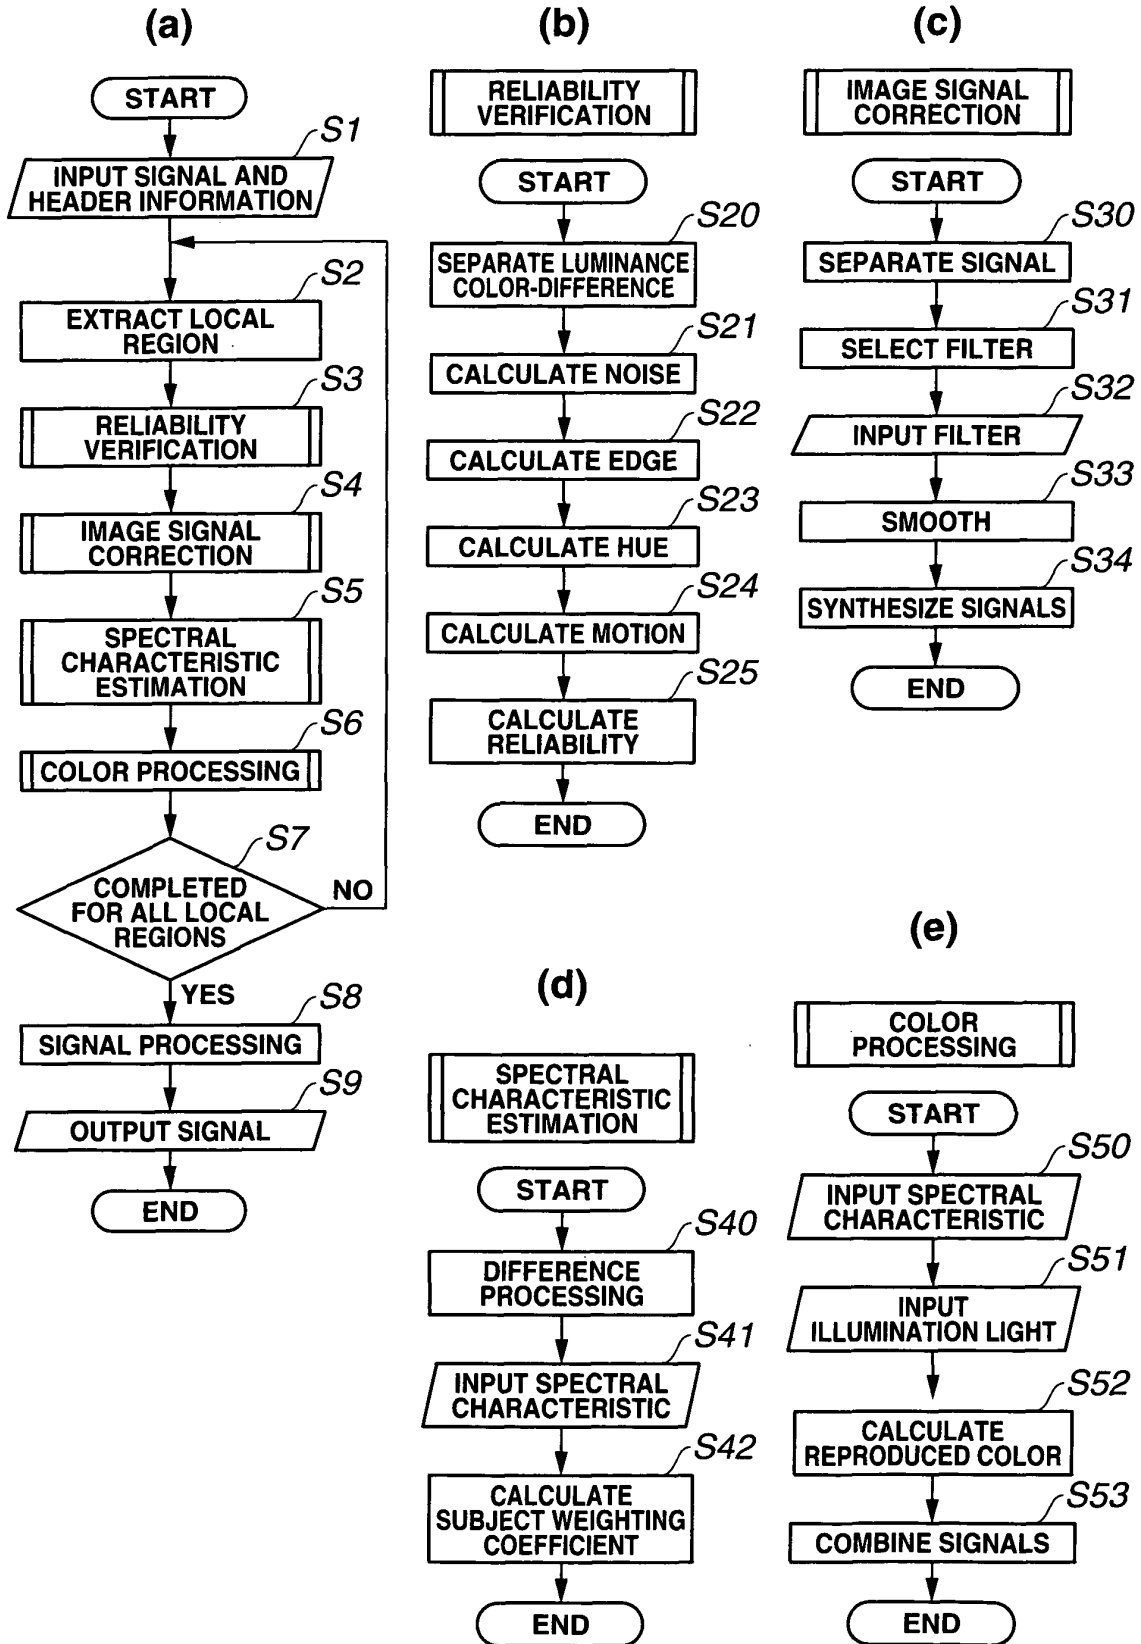 (a)
START
S1
INPUT SIGNAL AND
HEADER INFORMATION
S2
EXTRACT LOCAL
REGION
S3
RELIABILITY
VERIFICATION
S4
IMAGE SIGNAL
CORRECTION
S5
SPECTRAL
CHARACTERISTIC
ESTIMATION
S6
COLOR PROCESSING
S7
COMPLETED
FOR ALL LOCAL
REGIONS
NO
YES
S8
SIGNAL PROCESSING
S9
OUTPUT SIGNAL
END
(b)
RELIABILITY
VERIFICATION
START
S20
SEPARATE LUMINANCE
COLOR-DIFFERENCE
S21
CALCULATE NOISE
S22
CALCULATE EDGE
S23
CALCULATE HUE
S24
CALCULATE MOTION
S25
CALCULATE
RELIABILITY
END
(c)
IMAGE SIGNAL
CORRECTION
START
S30
SEPARATE SIGNAL
S31
SELECT FILTER
S32
INPUT FILTER
S33
SMOOTH
S34
SYNTHESIZE SIGNALS
END
(d)
SPECTRAL
CHARACTERISTIC
ESTIMATION
START
S40
DIFFERENCE
PROCESSING
S41
INPUT SPECTRAL
CHARACTERISTIC
S42
CALCULATE
SUBJECT WEIGHTING
COEFFICIENT
END
(e)
COLOR
PROCESSING
START
S50
INPUT SPECTRAL
CHARACTERISTIC
S51
INPUT
ILLUMINATION LIGHT
S52
CALCULATE
REPRODUCED COLOR
S53
COMBINE SIGNALS
END